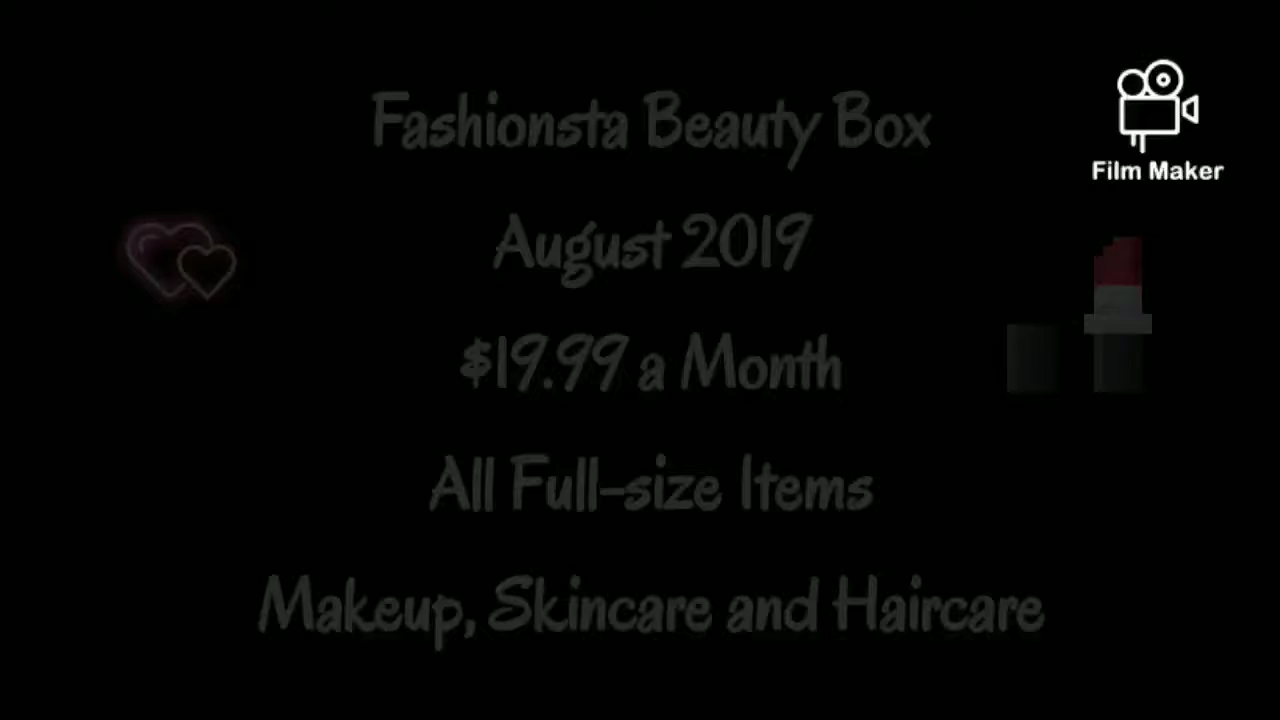 Fashionsta Beauty Box
Film Maker
August 2019
$19.99 a Month
All Full-size Items
Makeup, Skincare and Haircare